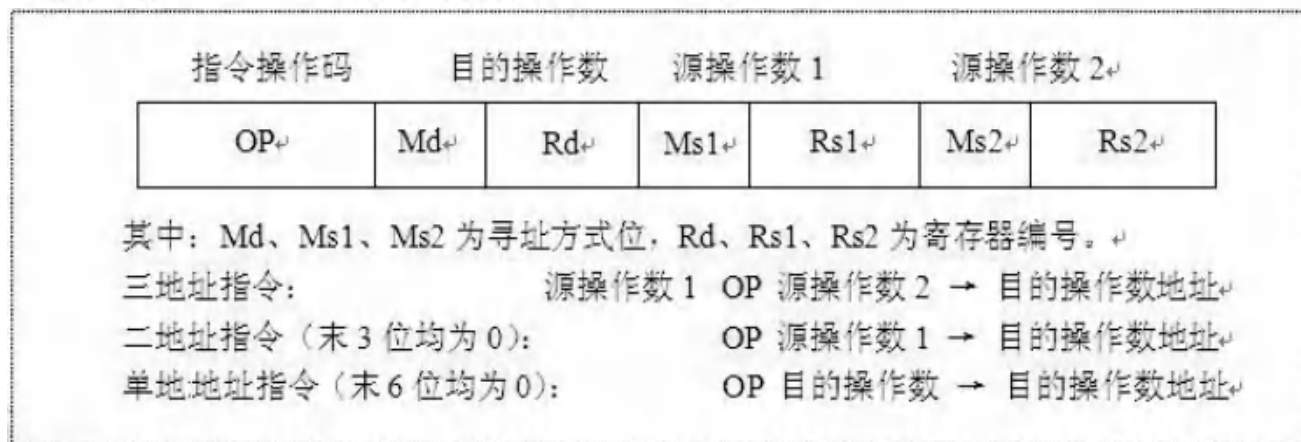 指令操作码 目的操作数 源操作数 1 源操作数 2↵
OP↵ Md↵ Rd↵ Ms1↵ Rs1↵ Ms2↵ Rs2↵
其中：Md、Ms1、Ms2 为寻址方式位，Rd、Rs1、Rs2 为寄存器编号。↵
三地址指令： 源操作数 1 OP 源操作数 2 → 目的操作数地址↵
二地址指令（末 3 位均为 0）： OP 源操作数 1 → 目的操作数地址↵
单地地址指令（末 6 位均为 0）： OP 目的操作数 → 目的操作数地址↵